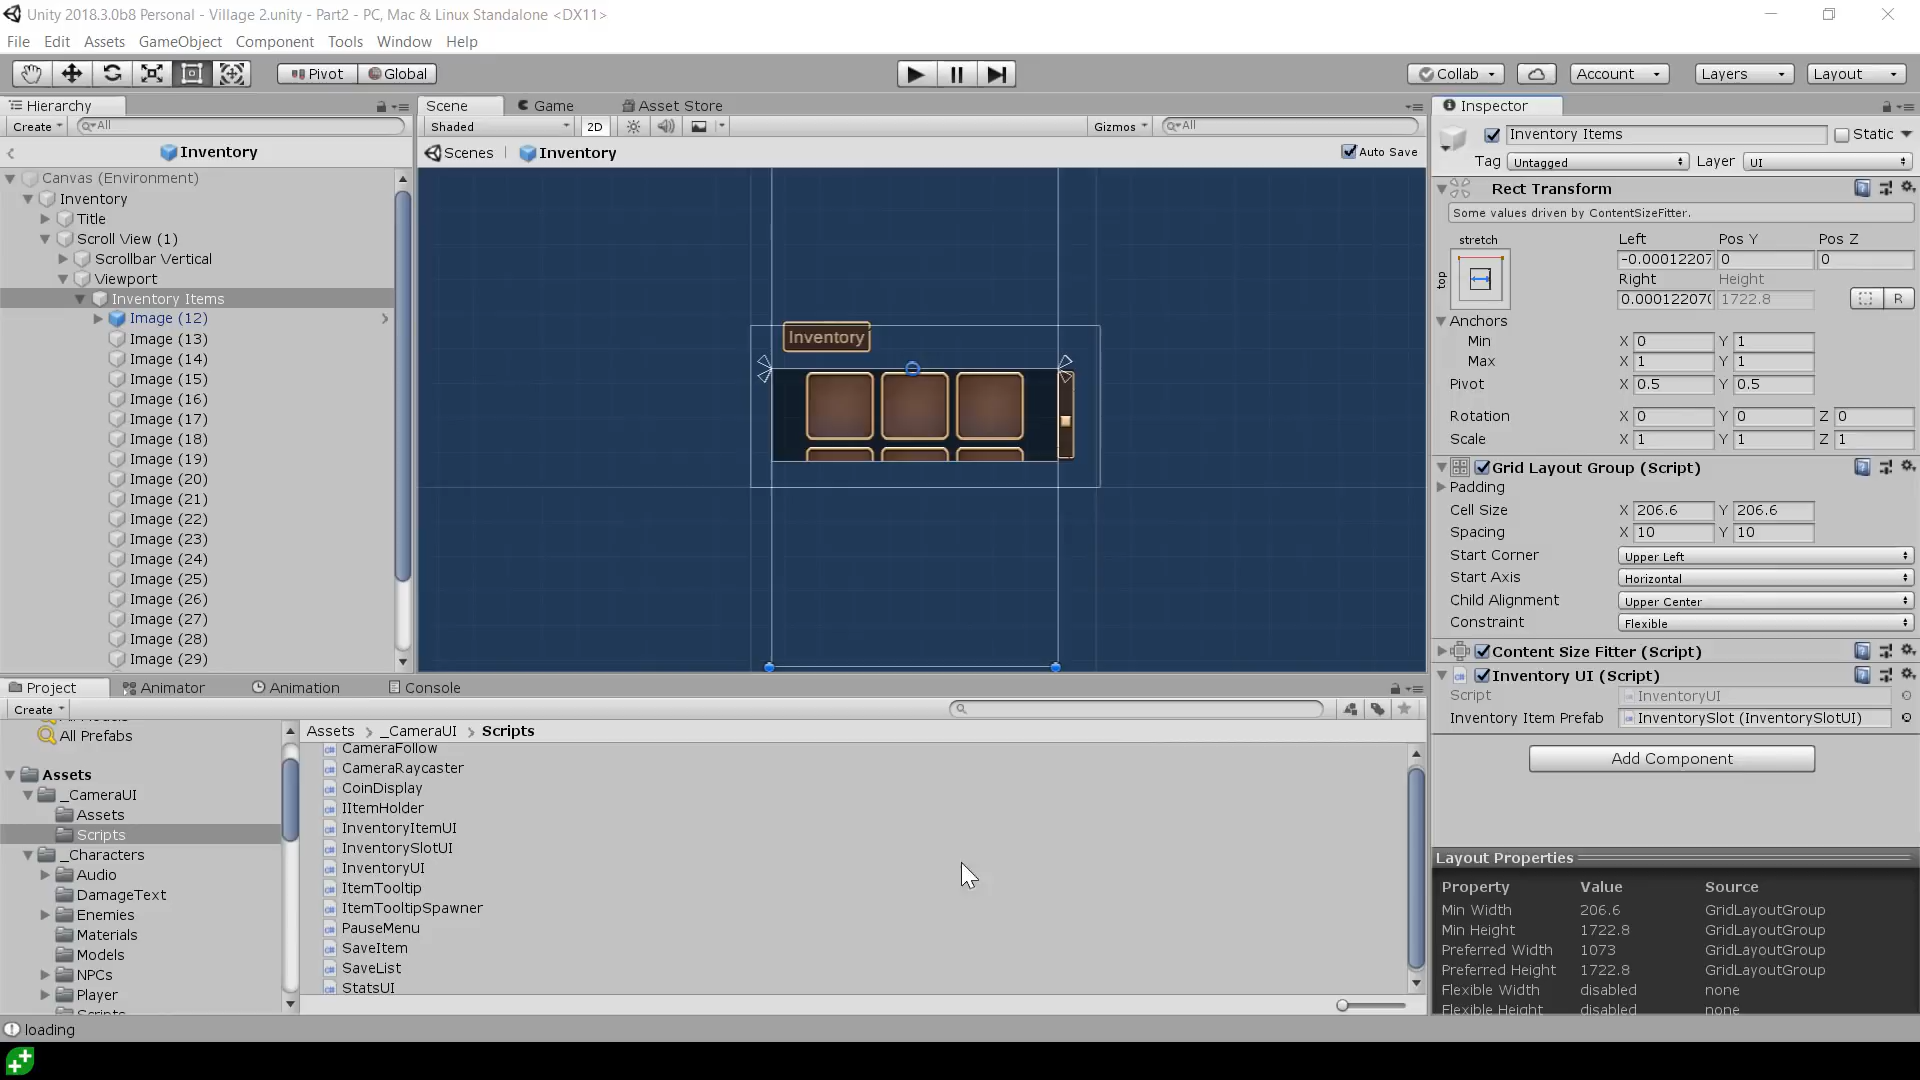 Unity 2018.3.0b8 Personal - Village 2.unity - Part2 - PC, Mac & Linux Standalone <DX11>
File Edit Assets GameObject Component Tools Window Help
Pivot Global Collab Account Layers Layout
Hierarchy
Create All
Inventory
Canvas (Environment)
Inventory
Title
Scroll View (1)
Scrollbar Vertical
Viewport
Inventory Items
Image (12)
Image (13)
Image (14)
Image (15)
Image (16)
Image (17)
Image (18)
Image (19)
Image (20)
Image (21)
Image (22)
Image (23)
Image (24)
Image (25)
Image (26)
Image (27)
Image (28)
Image (29)
Scene Game Asset Store
Shaded 2D Gizmos All
Scenes Inventory Auto Save
Inventory
Inspector
Inventory Items Static
Tag Untagged Layer UI
Rect Transform
Some values driven by ContentSizeFitter.
stretch Left Pos Y Pos Z
top -0.00012207 0 0
Right Height
0.000122070 1722.8 R
Anchors
Min X 0 Y 1
Max X 1 Y 1
Pivot X 0.5 Y 0.5
Rotation X 0 Y 0 Z 0
Scale X 1 Y 1 Z 1
Grid Layout Group (Script)
Padding
Cell Size X 206.6 Y 206.6
Spacing X 10 Y 10
Start Corner Upper Left
Start Axis Horizontal
Child Alignment Upper Center
Constraint Flexible
Content Size Fitter (Script)
Inventory UI (Script)
Script InventoryUI
Inventory Item Prefab InventorySlot (InventorySlotUI)
Add Component
Layout Properties
Property Value Source
Min Width 206.6 GridLayoutGroup
Min Height 1722.8 GridLayoutGroup
Preferred Width 1073 GridLayoutGroup
Preferred Height 1722.8 GridLayoutGroup
Flexible Width disabled none
Flexible Height disabled none
Project Animator Animation Console
Create
All Models
All Prefabs
Assets
_CameraUI
Assets
Scripts
_Characters
Audio
DamageText
Enemies
Materials
Models
NPCs
Player
Scripts
Assets > _CameraUI > Scripts
CameraFollow
CameraRaycaster
CoinDisplay
IItemHolder
InventoryItemUI
InventorySlotUI
InventoryUI
ItemTooltip
ItemTooltipSpawner
PauseMenu
SaveItem
SaveList
StatsUI
loading